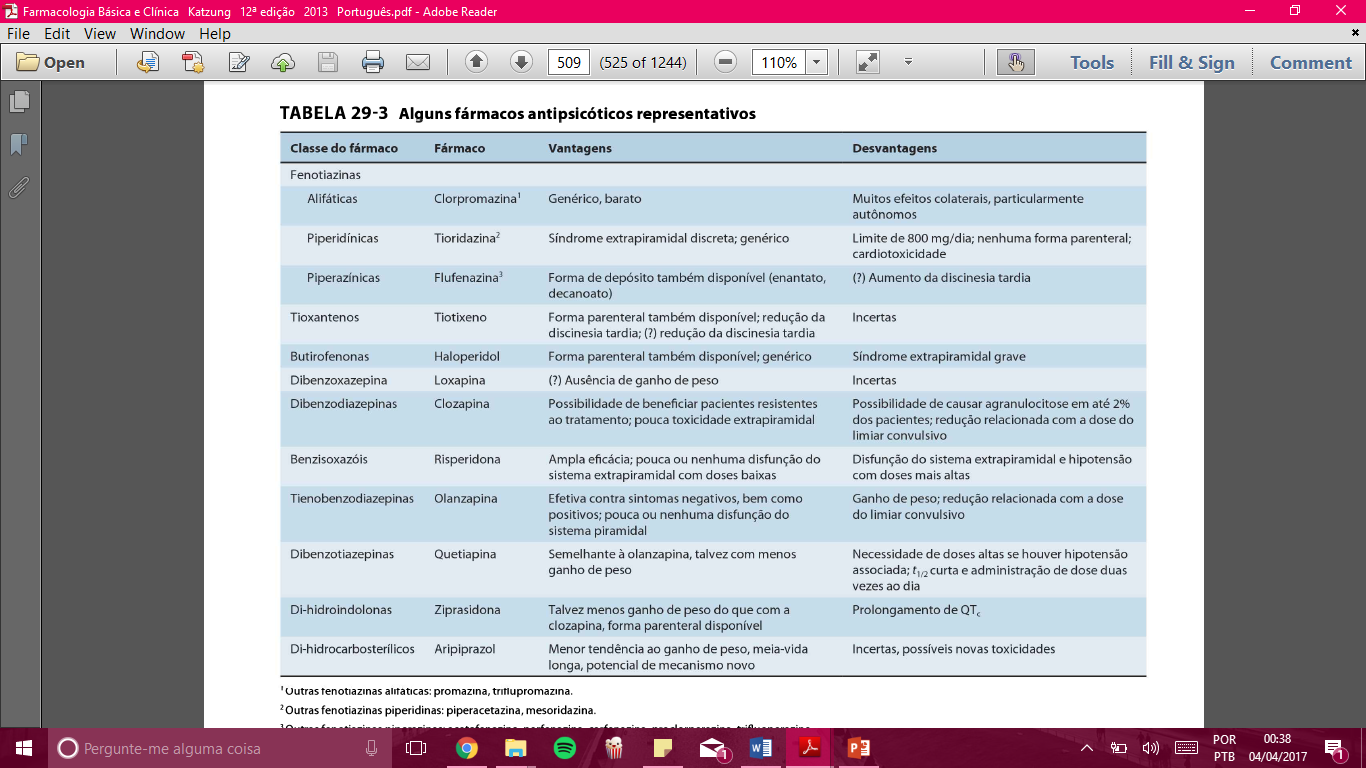 Farmacologia Básica e Clínica Katzung 12ª edição 2013 Português.pdf - Adobe Reader
File Edit View Window Help
Open 509 (525 of 1244) 110% Tools Fill & Sign Comment
TABELA 29-3 Alguns fármacos antipsicóticos representativos
Classe do fármaco Fármaco Vantagens Desvantagens
Fenotiazinas
Alifáticas Clorpromazina¹ Genérico, barato Muitos efeitos colaterais, particularmente
autônomos
Piperidínicas Tioridazina² Síndrome extrapiramidal discreta; genérico Limite de 800 mg/dia; nenhuma forma parenteral;
cardiotoxicidade
Piperazínicas Flufenazina³ Forma de depósito também disponível (enantato, (?) Aumento da discinesia tardia
decanoato)
Tioxantenos Tiotixeno Forma parenteral também disponível; redução da Incertas
discinesia tardia; (?) redução da discinesia tardia
Butirofenonas Haloperidol Forma parenteral também disponível; genérico Síndrome extrapiramidal grave
Dibenzoxazepina Loxapina (?) Ausência de ganho de peso Incertas
Dibenzodiazepinas Clozapina Possibilidade de beneficiar pacientes resistentes Possibilidade de causar agranulocitose em até 2%
ao tratamento; pouca toxicidade extrapiramidal dos pacientes; redução relacionada com a dose do
limiar convulsivo
Benzisoxazóis Risperidona Ampla eficácia; pouca ou nenhuma disfunção do Disfunção do sistema extrapiramidal e hipotensão
sistema extrapiramidal com doses baixas com doses mais altas
Tienobenzodiazepinas Olanzapina Efetiva contra sintomas negativos, bem como Ganho de peso; redução relacionada com a dose
positivos; pouca ou nenhuma disfunção do do limiar convulsivo
sistema piramidal
Dibenzotiazepinas Quetiapina Semelhante à olanzapina, talvez com menos Necessidade de doses altas se houver hipotensão
ganho de peso associada; t1/2 curta e administração de dose duas
vezes ao dia
Di-hidroindolonas Ziprasidona Talvez menos ganho de peso do que com a Prolongamento de QTc
clozapina, forma parenteral disponível
Di-hidrocarbosterílicos Aripiprazol Menor tendência ao ganho de peso, meia-vida Incertas, possíveis novas toxicidades
longa, potencial de mecanismo novo
¹Outras fenotiazinas alifáticas: promazina, triflupromazina.
²Outras fenotiazinas piperidinas: piperacetazina, mesoridazina.
Pergunte-me alguma coisa 1 POR 00:38
PTB 04/04/2017 1